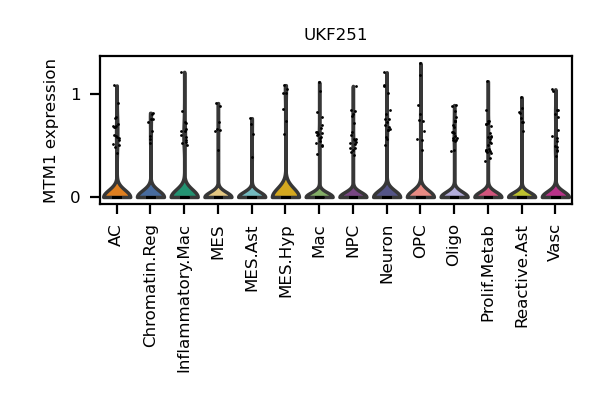 UKF251
MTM1 expression
1
0
AC
Chromatin.Reg
Inflammatory.Mac
MES
MES.Ast
MES.Hyp
Mac
NPC
Neuron
OPC
Oligo
Prolif.Metab
Reactive.Ast
Vasc